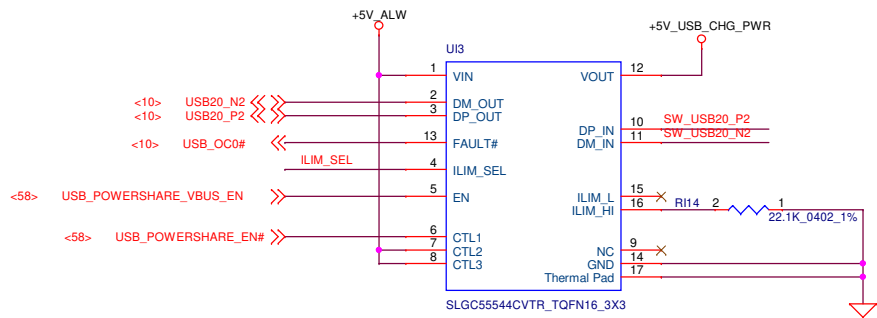 +5V_ALW
+5V_USB_CHG_PWR
UI3
1 VIN VOUT 12
<10> USB20_N2 2 DM_OUT
<10> USB20_P2 3 DP_OUT
DP_IN 10 SW_USB20_P2
DM_IN 11 SW_USB20_N2
<10> USB_OC0# 13 FAULT#
ILIM_SEL 4 ILIM_SEL
<58> USB_POWERSHARE_VBUS_EN 5 EN
ILIM_L 15
ILIM_HI 16 RI14 2 1
22.1K_0402_1%
<58> USB_POWERSHARE_EN# 6 CTL1
7 CTL2 NC 9
8 CTL3 GND 14
Thermal Pad 17
SLGC55544CVTR_TQFN16_3X3